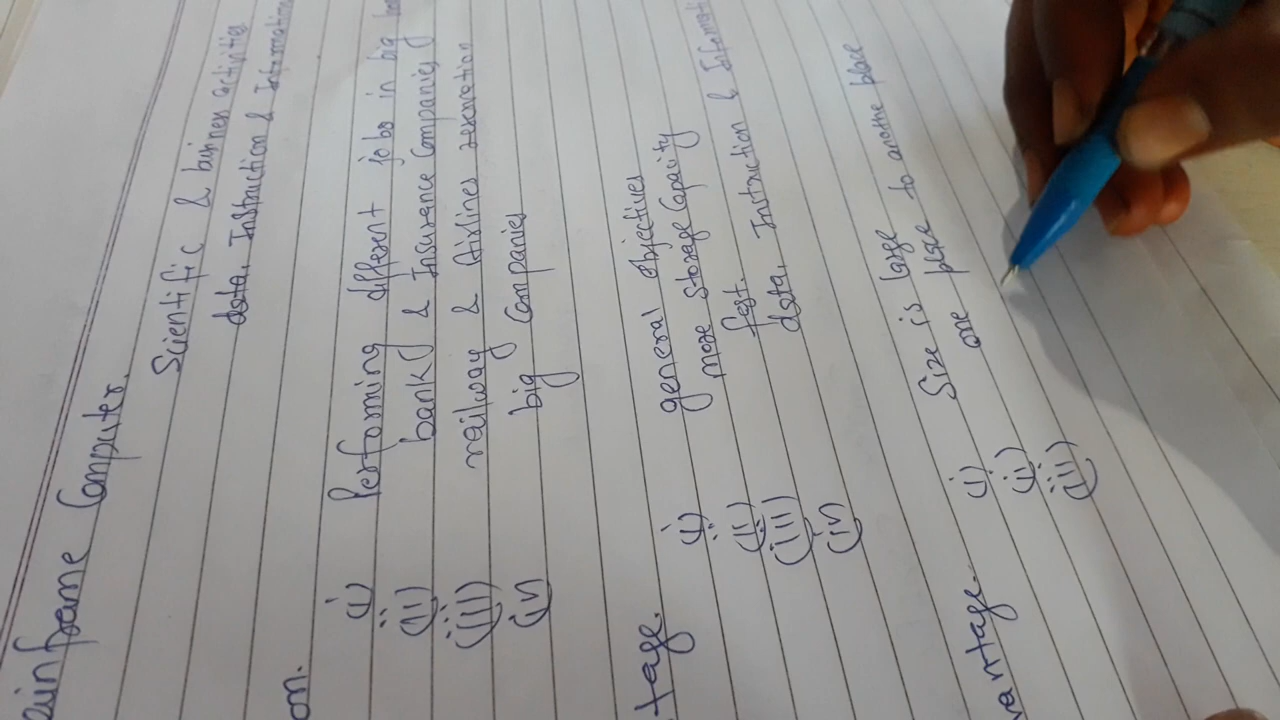 ainframe Computer.
Scientific & business activities
data, Instruction & Information
on.
(i) Performing different jobs in big
(ii) bank & Insurance Companies
(iii) railway & Airlines reservation
(iv) big Companies
tage.
(i) general Objectives
(ii) more Storage Capacity
(iii) fast.
(iv) data, Instruction & Informati
vantage.
(i) Size is large
(ii) one place to anothe place
(iii)